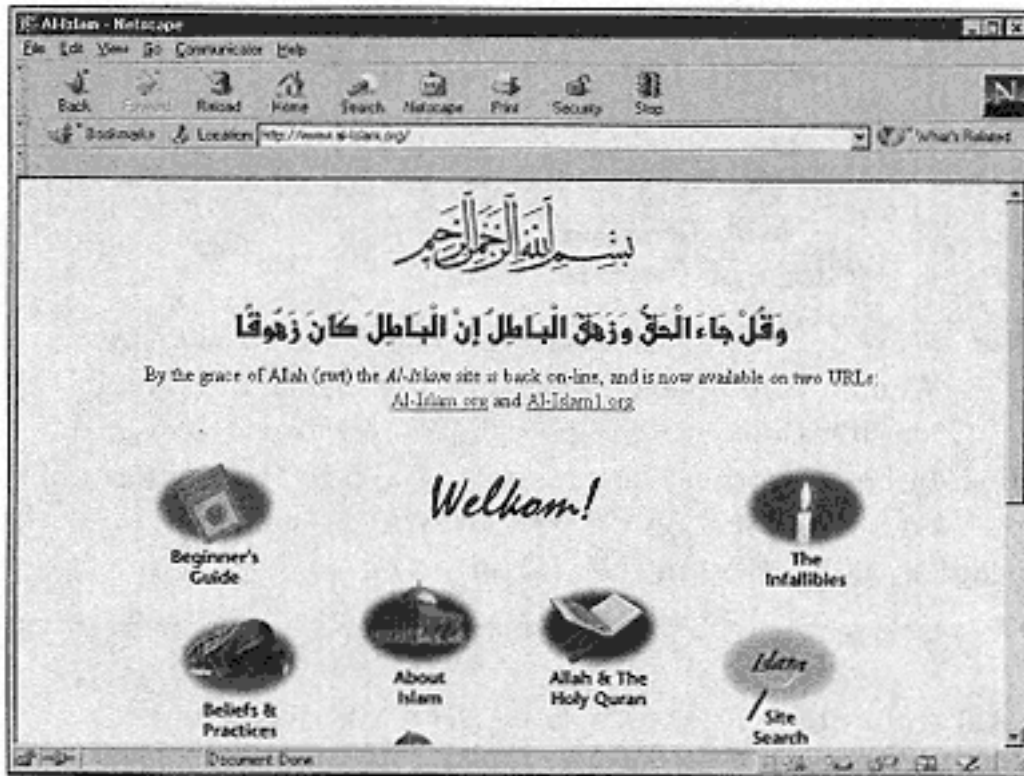 Al-Islam - Netscape
File Edit View Go Communicator Help
Back Forward Reload Home Search Netscape Print Security Stop
Bookmarks Location: http://www.al-islam.org/ What's Related
بسم الله الرحمن الرحيم
وَقُلْ جَاءَ الْحَقُّ وَزَهَقَ الْبَاطِلُ إِنْ الْبَاطِلَ كَانَ زَهُوقًا
By the grace of Allah (swt) the Al-Islam site is back on-line, and is now available on two URLs:
Al-Islam.org and Al-Islam1.org
Welkom!
Beginner's
Guide
The
Infallibles
About
Islam
Allah & The
Holy Quran
Islam
Beliefs &
Practices
Site
Search
Document Done